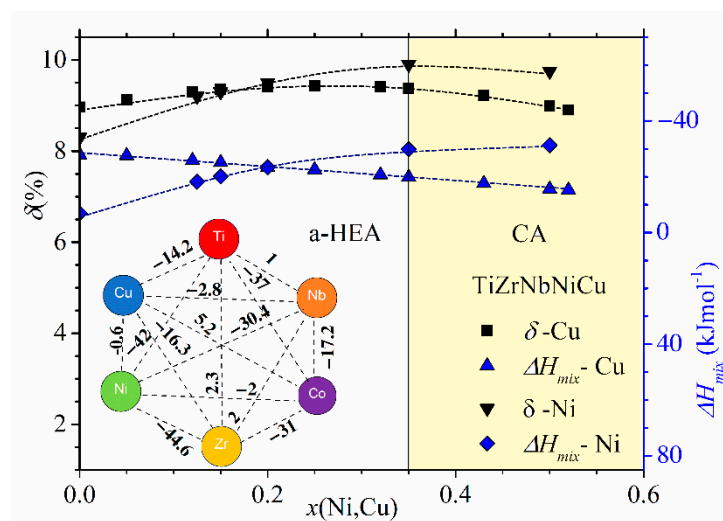 10
8
6
4
2
δ(%)
−40
0
40
80
ΔHmix (kJmol⁻¹)
0.0
0.2
0.4
0.6
x(Ni,Cu)
a-HEA
CA
TiZrNbNiCu
δ -Cu
ΔHmix- Cu
δ -Ni
ΔHmix- Ni
Ti
Cu
Nb
Ni
Co
Zr
−14.2
1
−2.8
−37
5.2
−30.4
−0.6
−42
−16.3
−17.2
2.3
−2
2
−44.6
−31